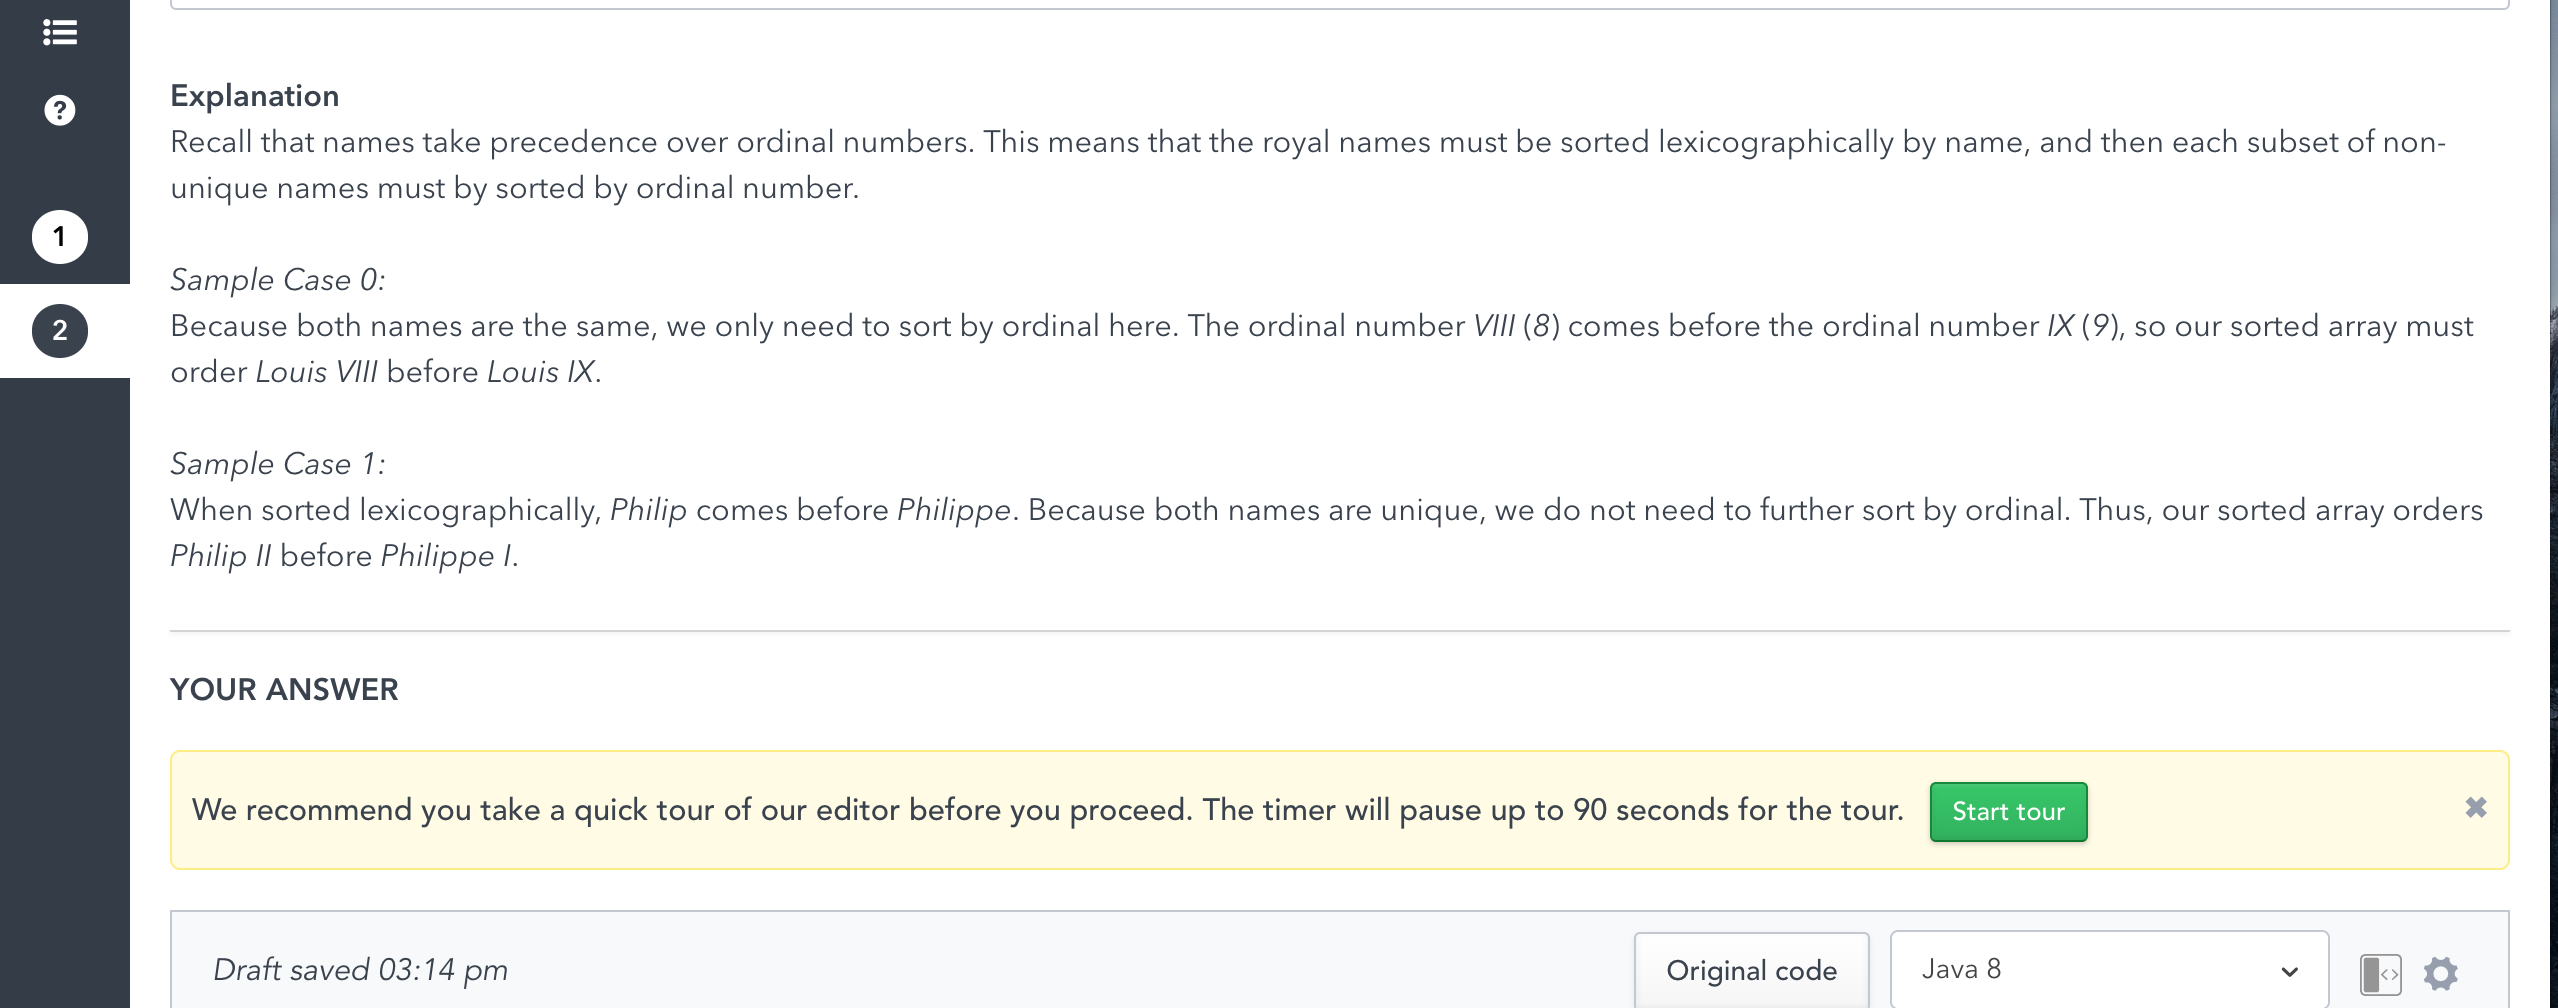 Explanation
Recall that names take precedence over ordinal numbers. This means that the royal names must be sorted lexicographically by name, and then each subset of non-
unique names must by sorted by ordinal number.
1
Sample Case 0:
2
Because both names are the same, we only need to sort by ordinal here. The ordinal number VIII (8) comes before the ordinal number IX (9), so our sorted array must
order Louis VIII before Louis IX.
Sample Case 1:
When sorted lexicographically, Philip comes before Philippe. Because both names are unique, we do not need to further sort by ordinal. Thus, our sorted array orders
Philip II before Philippe I.
YOUR ANSWER
We recommend you take a quick tour of our editor before you proceed. The timer will pause up to 90 seconds for the tour. Start tour
Draft saved 03:14 pm Original code Java 8